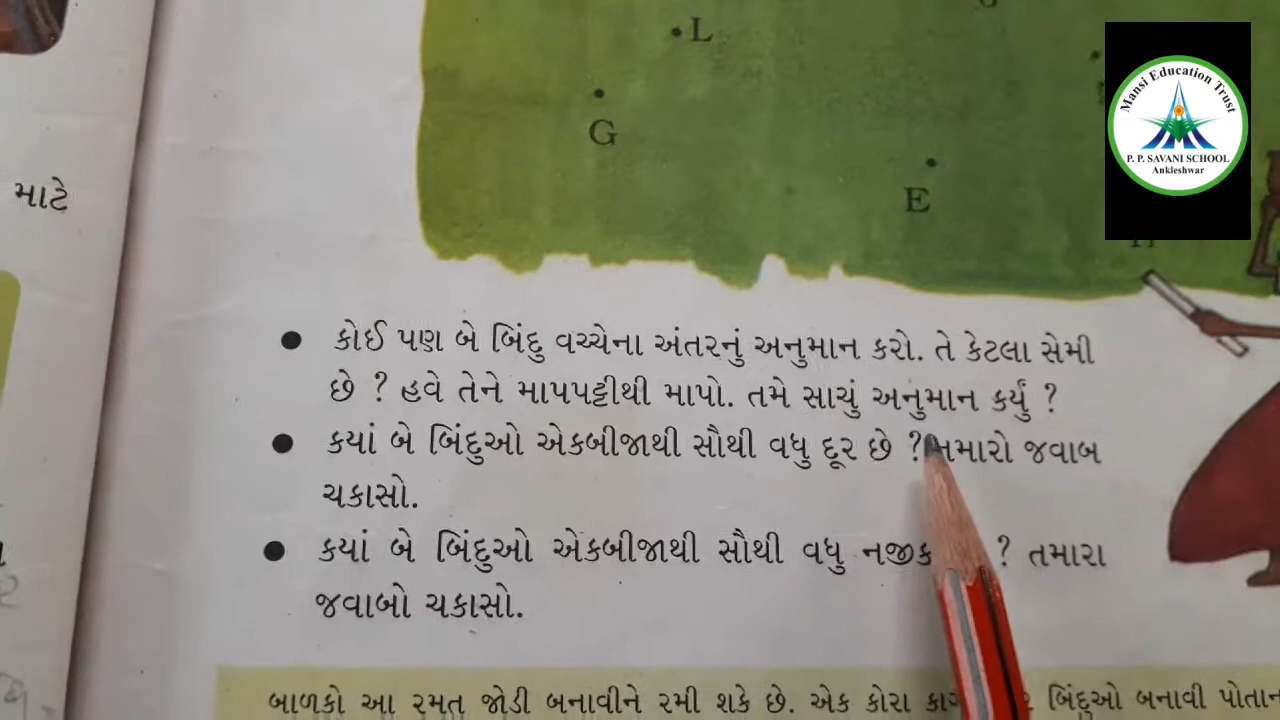 L
G
E
Mansi Education Trust
P. P. SAVANI SCHOOL
Ankleshwar
માટે
કોઈ પણ બે બિંદુ વચ્ચેના અંતરનું અનુમાન કરો. તે કેટલા સેમી
છે ? હવે તેને માપપટ્ટીથી માપો. તમે સાચું અનુમાન કર્યું ?
કયાં બે બિંદુઓ એકબીજાથી સૌથી વધુ દૂર છે ? તમારો જવાબ
ચકાસો.
કયાં બે બિંદુઓ એકબીજાથી સૌથી વધુ નજીક ? તમારા
જવાબો ચકાસો.
બાળકો આ રમત જોડી બનાવીને રમી શકે છે. એક કોરા બિંદુઓ બનાવી